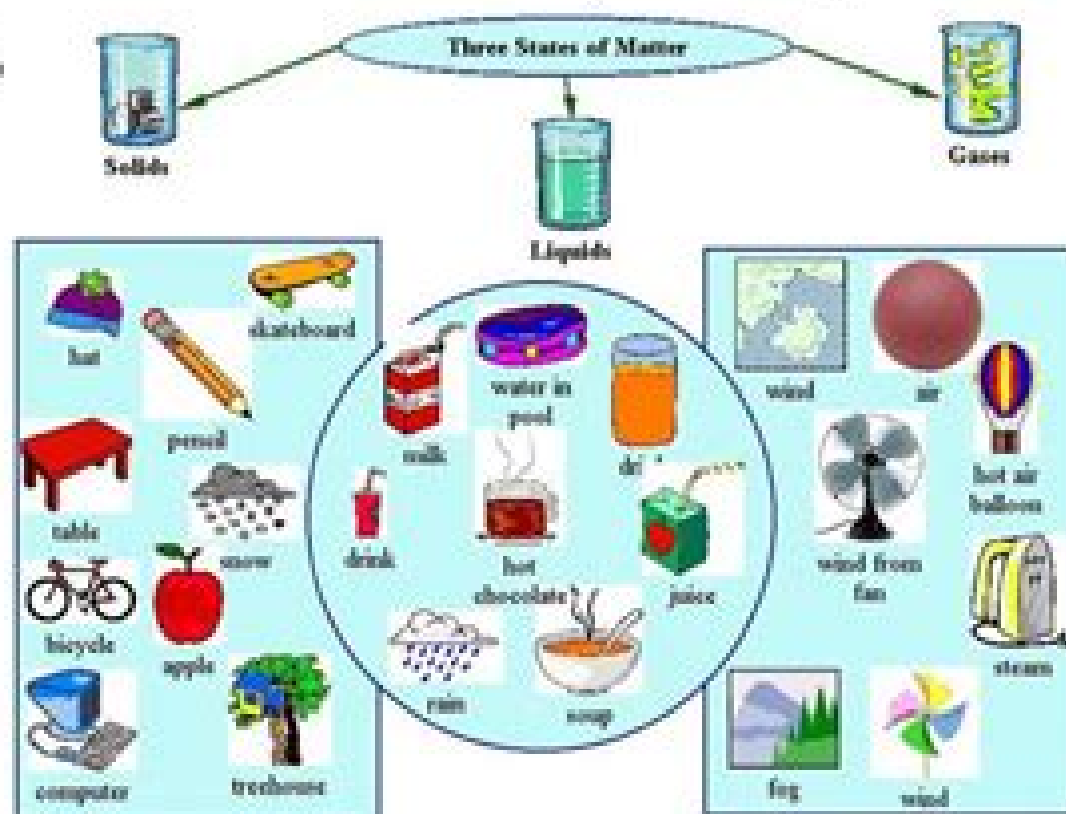 Three States of Matter
Solids
Liquids
Gases
hat
skateboard
pencil
table
snow
bicycle
apple
computer
treehouse
milk
water in
pool
drink
hot
chocolate
juice
rain
soup
wind
air
hot air
balloon
wind from
fan
steam
fog
wind